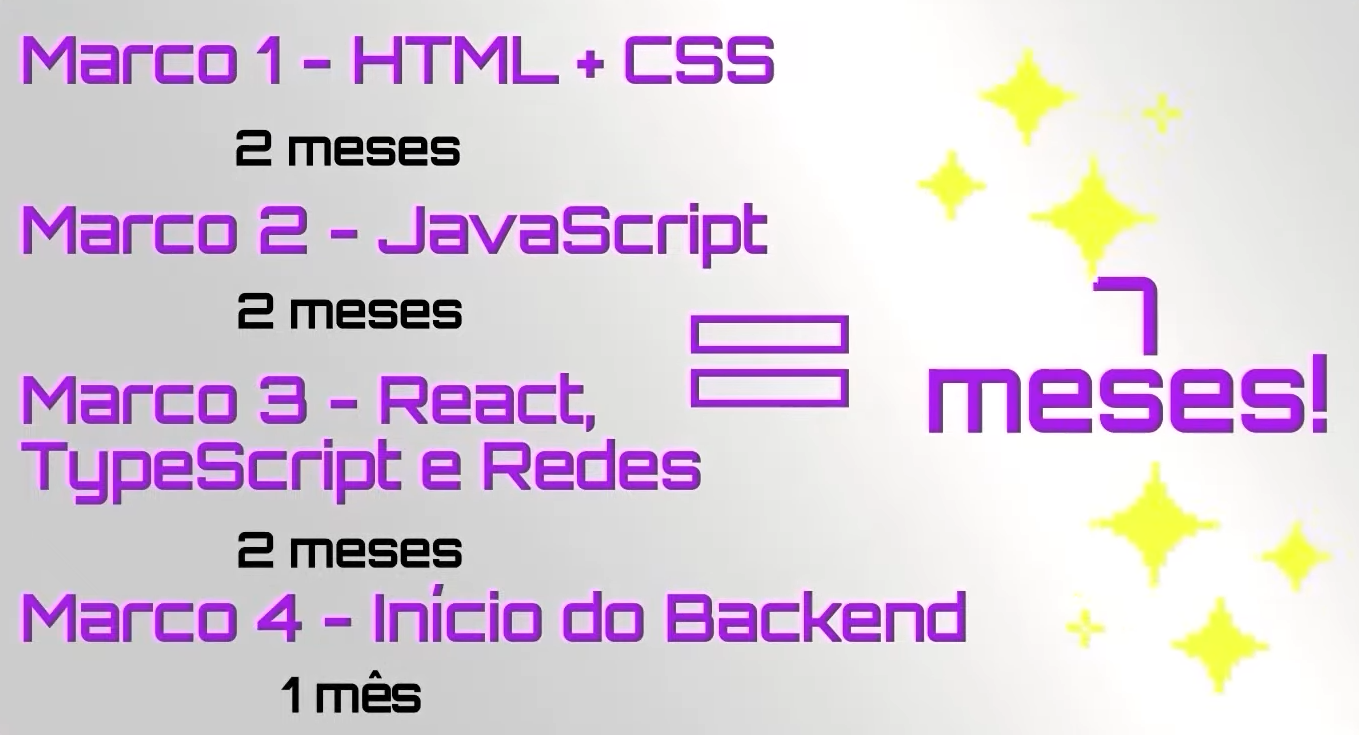 Marco 1 - HTML + CSS
2 meses
Marco 2 - JavaScript
2 meses
Marco 3 - React,
TypeScript e Redes
2 meses
Marco 4 - Início do Backend
1 mês
=
7
meses!